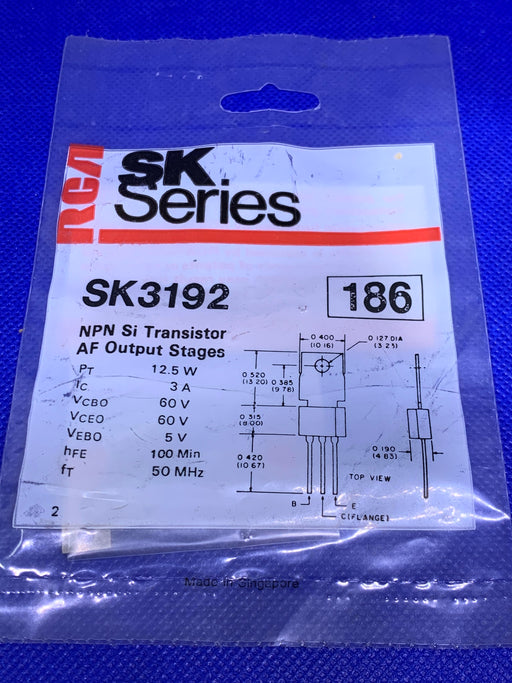 RCA
SK
Series
SK3192
186
NPN Si Transistor
AF Output Stages
PT 12.5 W
IC 3 A
VCBO 60 V
VCEO 60 V
VEBO 5 V
hFE 100 Min
fT 50 MHz
0.400
(10.16)
0.127 DIA
(3.23)
0.520
(13.20)
0.385
(9.78)
0.315
(8.00)
0.420
(10.67)
0.190
(4.83)
TOP VIEW
B
E
C(FLANGE)
2
Made in Singapore